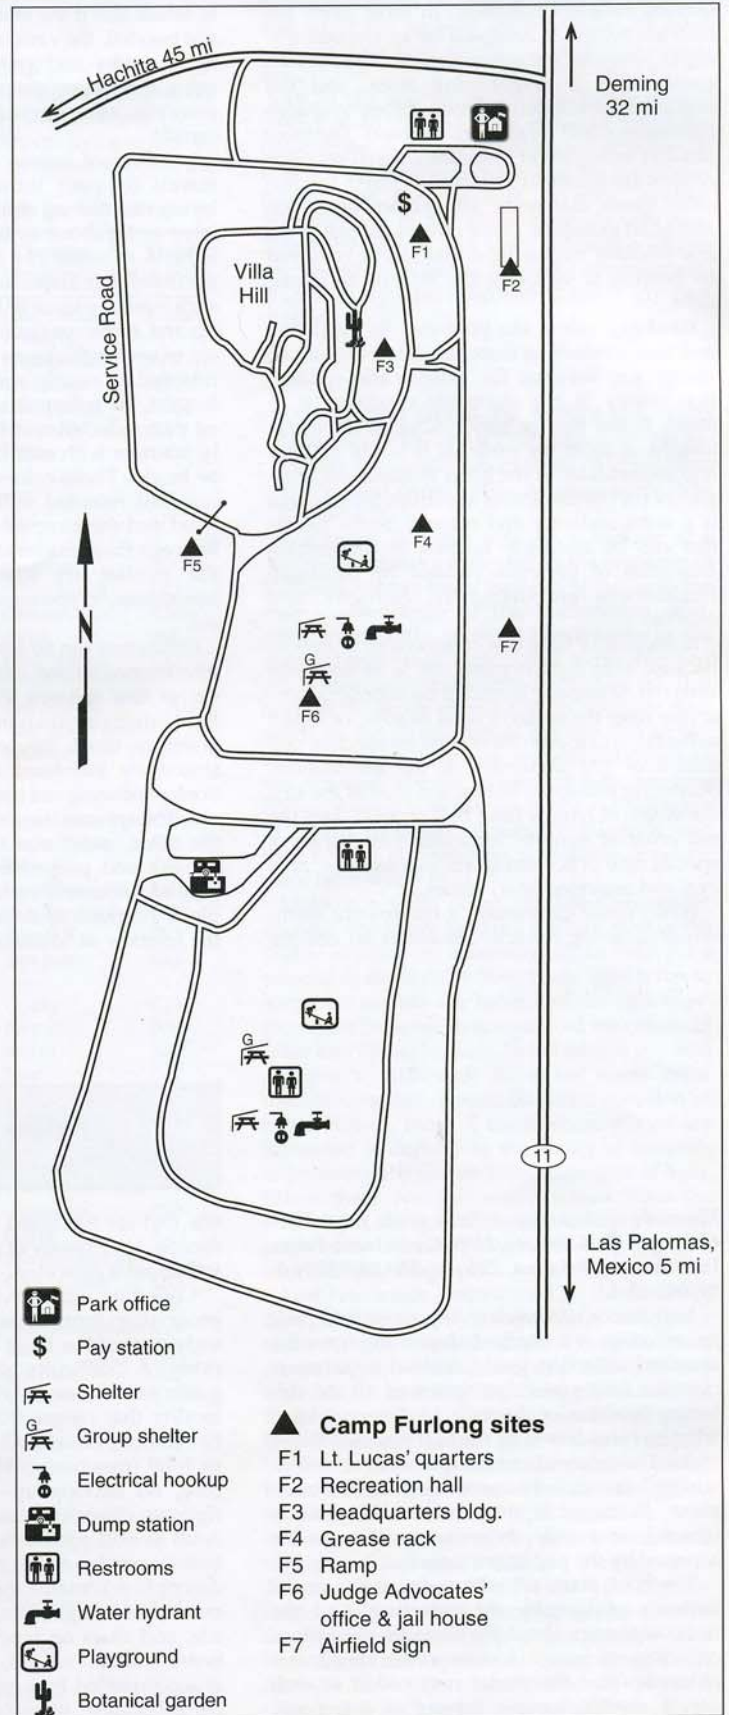 Hachita 45 mi
Deming
32 mi
$
F1
F2
Villa
Hill
Service Road
F3
F4
F5
N
F7
G
F6
G
11
Las Palomas,
Mexico 5 mi
Park office
$ Pay station
Shelter
G
Group shelter
Electrical hookup
Dump station
Restrooms
Water hydrant
Playground
Botanical garden
Camp Furlong sites
F1 Lt. Lucas' quarters
F2 Recreation hall
F3 Headquarters bldg.
F4 Grease rack
F5 Ramp
F6 Judge Advocates'
office & jail house
F7 Airfield sign